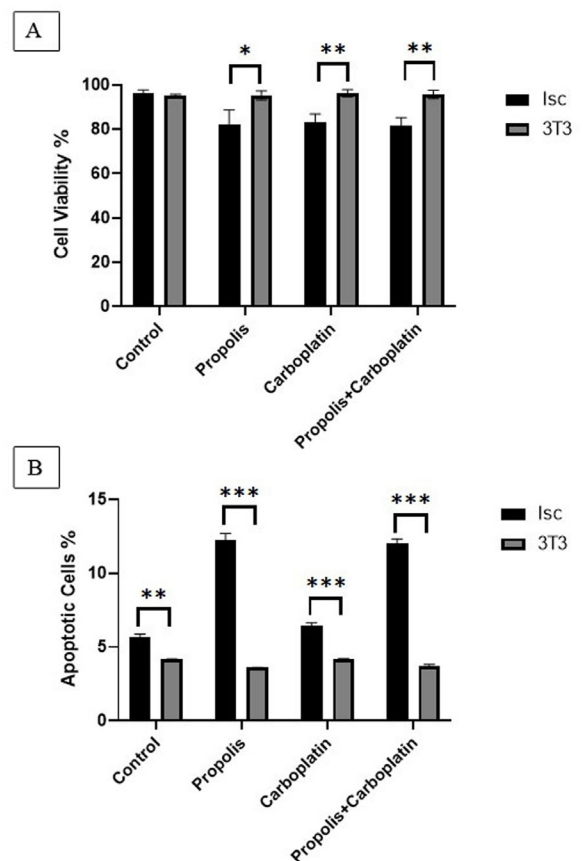 A
* ** **
100
80
60
40
20
0
Cell Viability %
Isc
3T3
Control
Propolis
Carboplatin
Propolis+Carboplatin
B
** *** *** ***
15
10
5
0
Apoptotic Cells %
Isc
3T3
Control
Propolis
Carboplatin
Propolis+Carboplatin